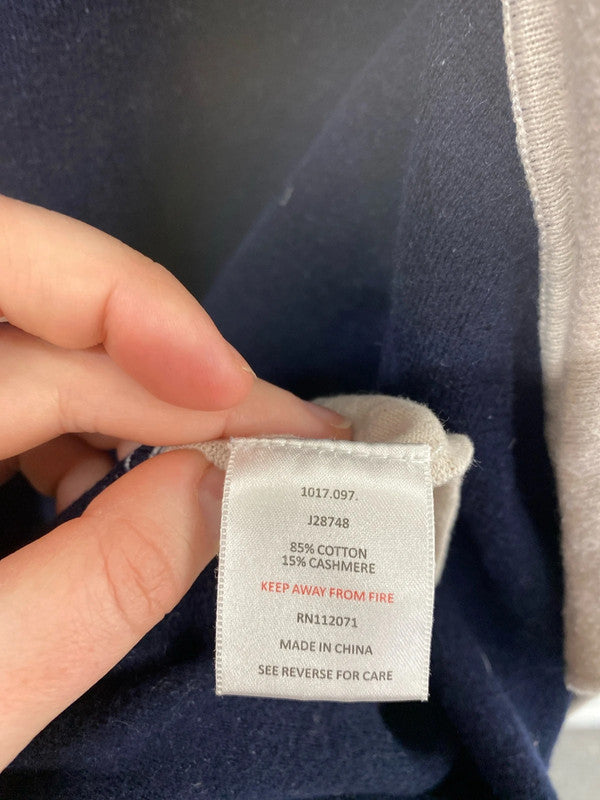 1017.097.
J28748
85% COTTON
15% CASHMERE
KEEP AWAY FROM FIRE
RN112071
MADE IN CHINA
SEE REVERSE FOR CARE